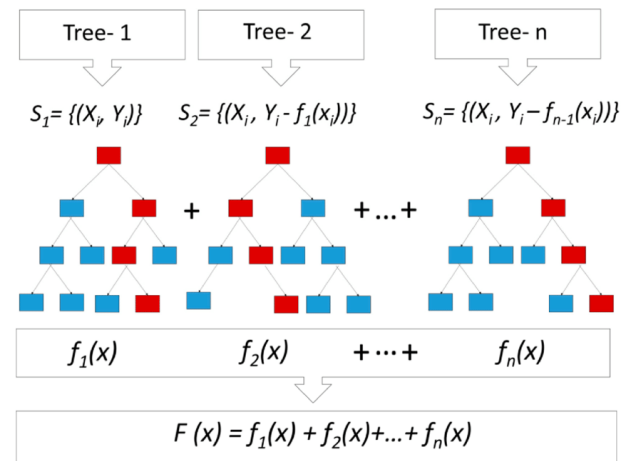 Tree- 1 Tree- 2 Tree- n
S₁= {(Xᵢ, Yᵢ)} S₂= {(Xᵢ, Yᵢ - f₁(xᵢ))} Sₙ= {(Xᵢ, Yᵢ – fₙ₋₁(xᵢ))}
+ +...+
f₁(x) f₂(x) +...+ fₙ(x)
F (x) = f₁(x) + f₂(x)+...+ fₙ(x)